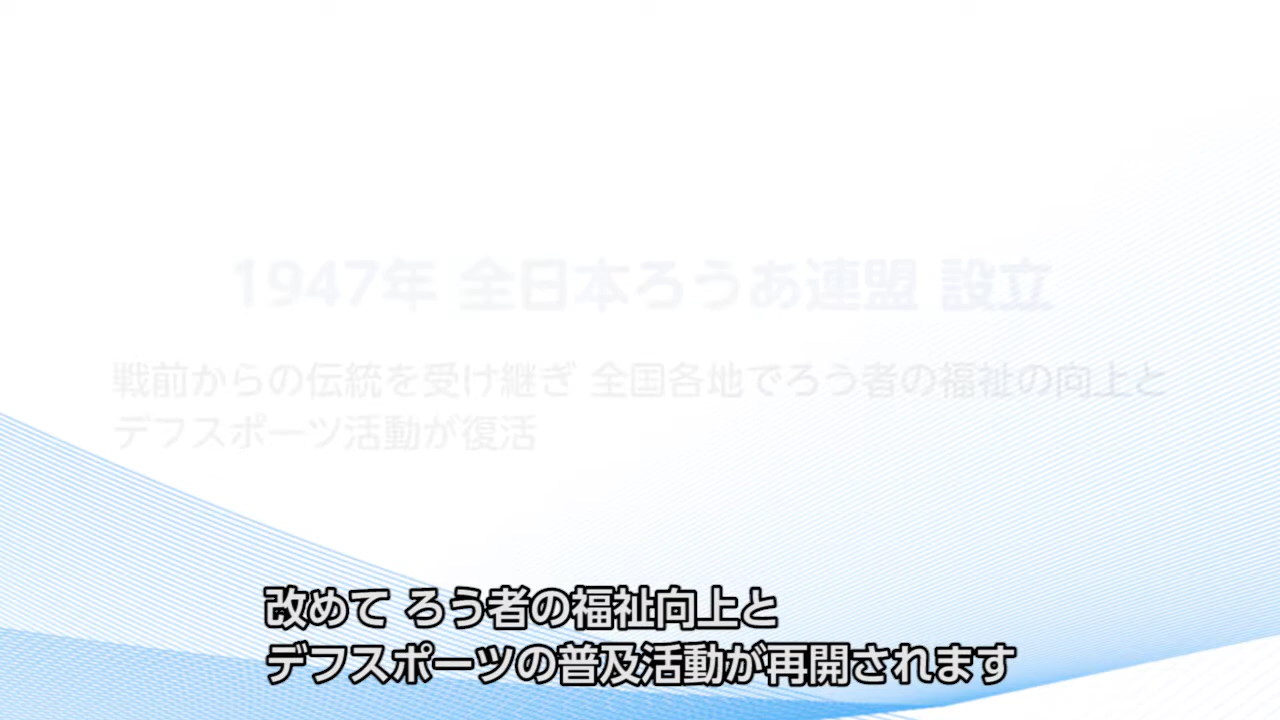 1947年 全日本ろうあ連盟 設立
戦前からの伝統を受け継ぎ 全国各地でろう者の福祉の向上と
デフスポーツ活動が復活
改めて ろう者の福祉向上と
デフスポーツの普及活動が再開されます